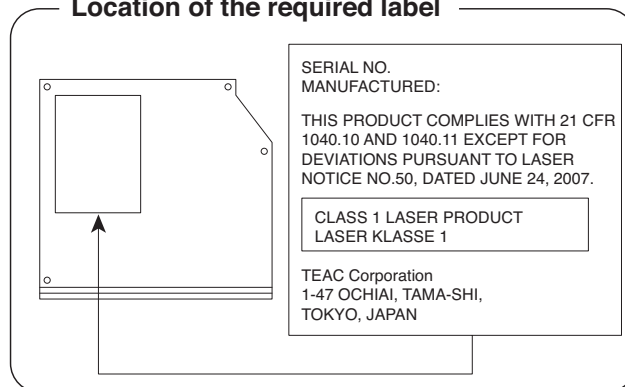 Location of the required label
SERIAL NO.
MANUFACTURED:
THIS PRODUCT COMPLIES WITH 21 CFR
1040.10 AND 1040.11 EXCEPT FOR
DEVIATIONS PURSUANT TO LASER
NOTICE NO.50, DATED JUNE 24, 2007.
CLASS 1 LASER PRODUCT
LASER KLASSE 1
TEAC Corporation
1-47 OCHIAI, TAMA-SHI,
TOKYO, JAPAN